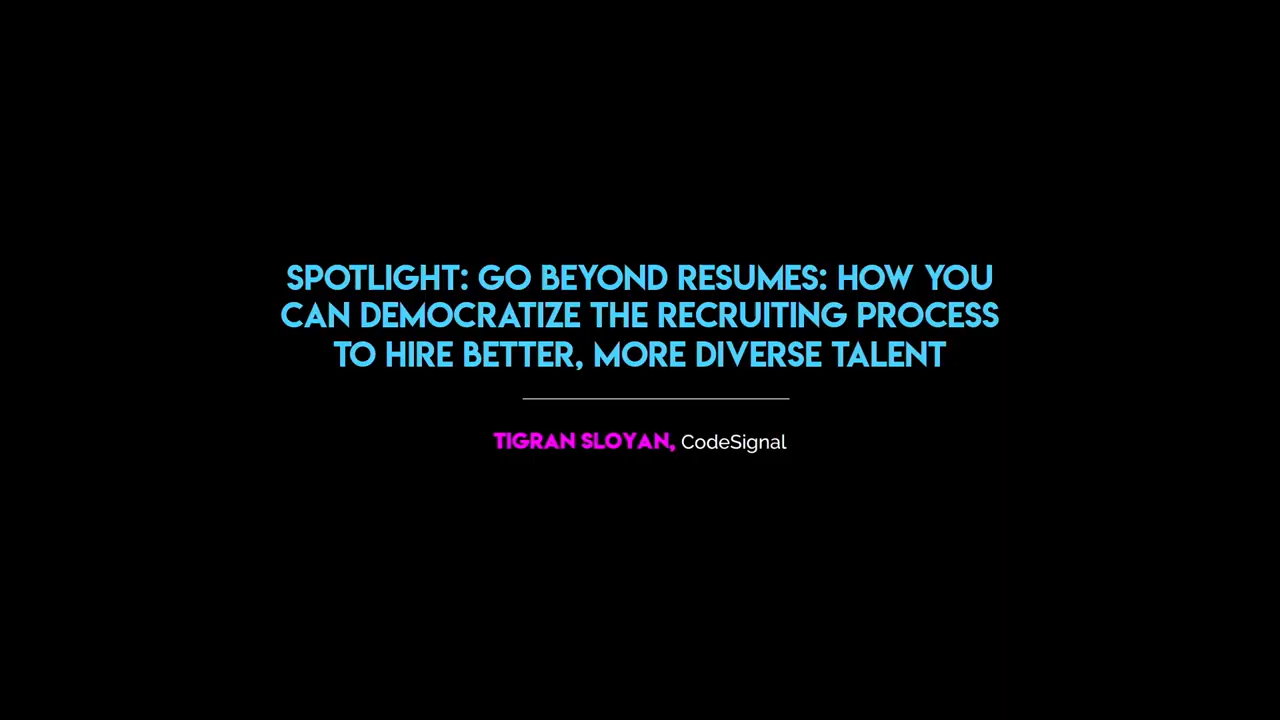 SPOTLIGHT: GO BEYOND RESUMES: HOW YOU
CAN DEMOCRATIZE THE RECRUITING PROCESS
TO HIRE BETTER, MORE DIVERSE TALENT
TIGRAN SLOYAN, CodeSignal